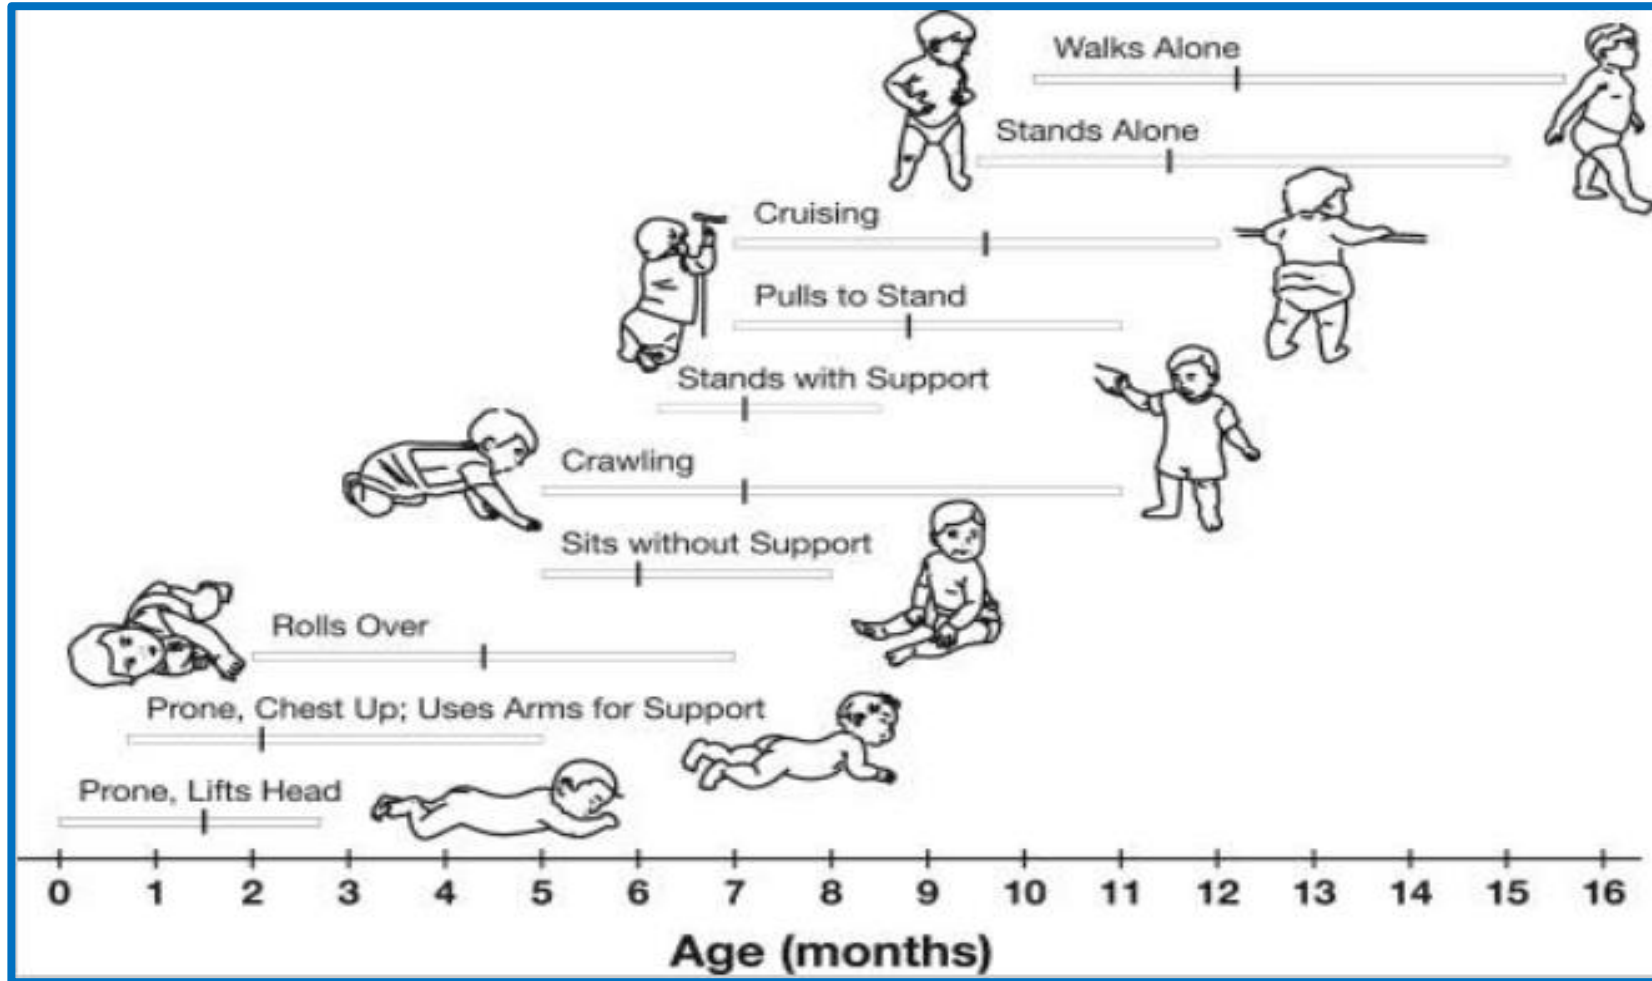 Walks Alone
Stands Alone
Cruising
Pulls to Stand
Stands with Support
Crawling
Sits without Support
Rolls Over
Prone, Chest Up; Uses Arms for Support
Prone, Lifts Head
0 1 2 3 4 5 6 7 8 9 10 11 12 13 14 15 16
Age (months)